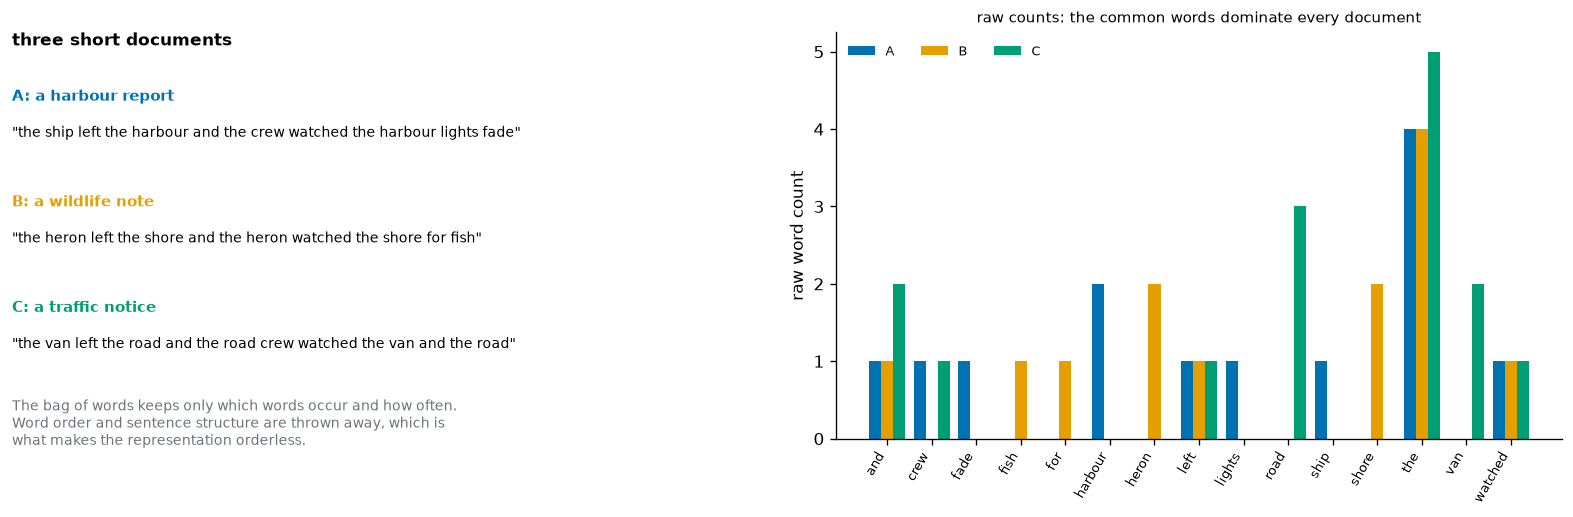 three short documents
A: a harbour report
"the ship left the harbour and the crew watched the harbour lights fade"
B: a wildlife note
"the heron left the shore and the heron watched the shore for fish"
C: a traffic notice
"the van left the road and the road crew watched the van and the road"
The bag of words keeps only which words occur and how often.
Word order and sentence structure are thrown away, which is
what makes the representation orderless.
raw counts: the common words dominate every document
A
B
C
raw word count
5
4
3
2
1
0
and
crew
fade
fish
for
harbour
heron
left
lights
road
ship
shore
the
van
watched